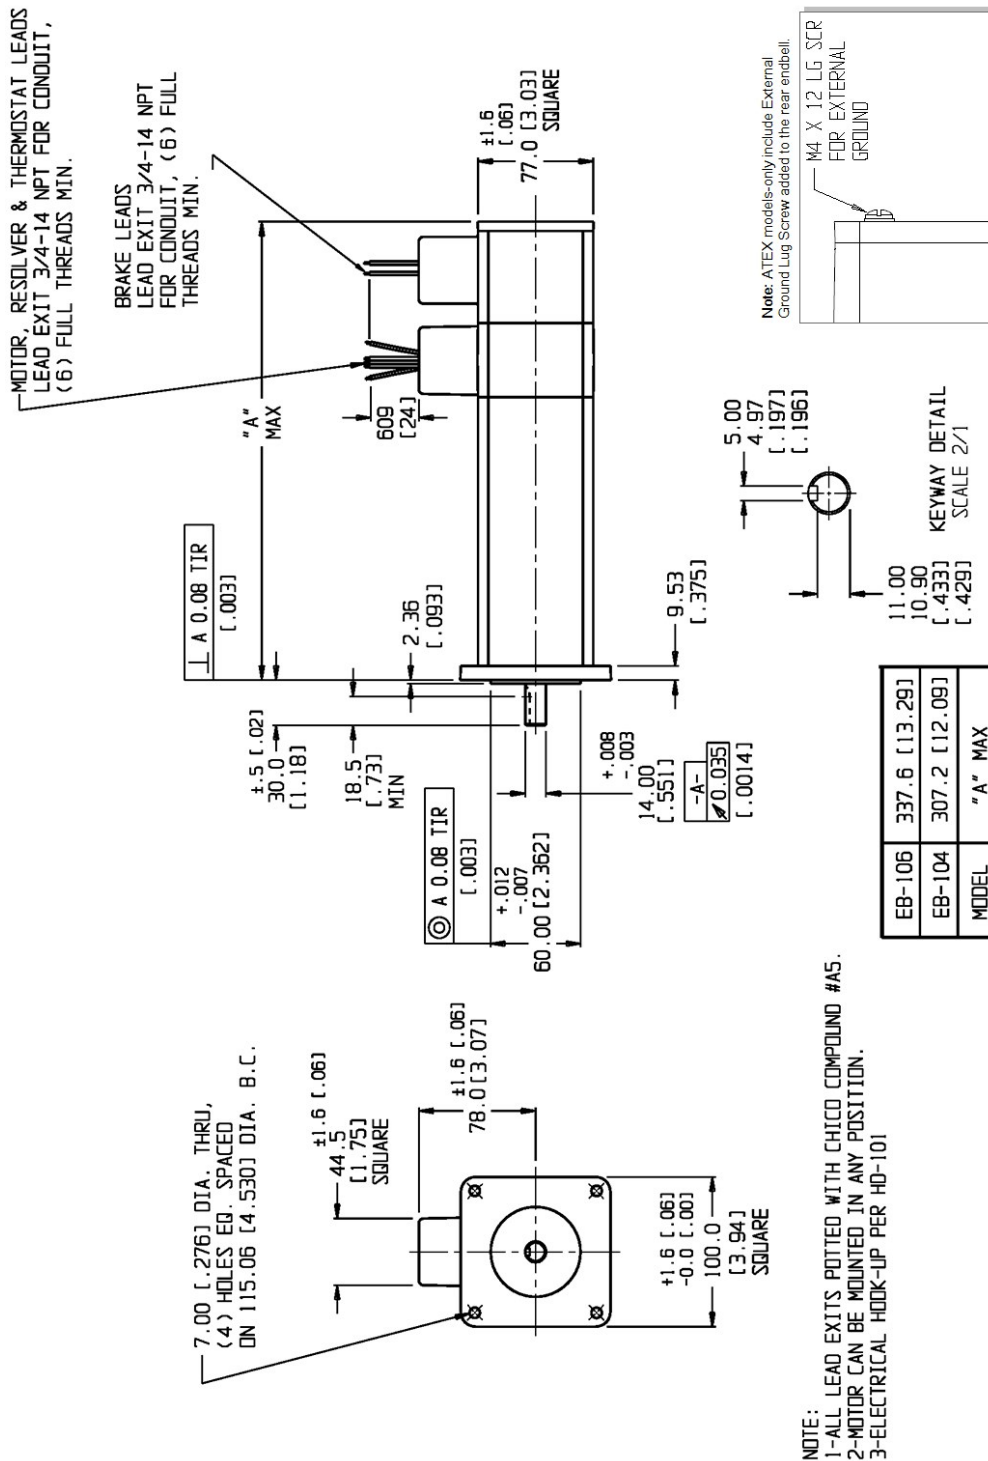 MOTOR, RESOLVER & THERMOSTAT LEADS
LEAD EXIT 3/4-14 NPT FOR CONDUIT,
(6) FULL THREADS MIN.
BRAKE LEADS
LEAD EXIT 3/4-14 NPT
FOR CONDUIT, (6) FULL
THREADS MIN.
"A"
MAX
⊥ A 0.08 TIR
[.003]
±.5 [.02]
30.0
[1.18]
18.5
[.73]
MIN
2.36
[.093]
609
[24]
±1.6
[.06]
77.0 [3.03]
SQUARE
◎ A 0.08 TIR
[.003]
+.012
-.007
60.00 [2.362]
+.008
-.003
14.00
[.551]
-A-
↗ 0.035
[.0014]
9.53
[.375]
7.00 [.276] DIA. THRU,
(4) HOLES EQ. SPACED
ON 115.06 [4.530] DIA. B.C.
±1.6 [.06]
44.5
[1.75]
SQUARE
±1.6 [.06]
78.0 [3.07]
+1.6 [.06]
-0.0 [.00]
100.0
[3.94]
SQUARE
5.00
4.97
[.197]
[.196]
11.00
10.90
[.433]
[.429]
KEYWAY DETAIL
SCALE 2/1
Note: ATEX models-only include External
Ground Lug Screw added to the rear endbell.
M4 X 12 LG SCR
FOR EXTERNAL
GROUND
EB-106 337.6 [13.29]
EB-104 307.2 [12.09]
MODEL "A" MAX
NOTE:
1-ALL LEAD EXITS POTTED WITH CHICO COMPOUND #A5.
2-MOTOR CAN BE MOUNTED IN ANY POSITION.
3-ELECTRICAL HOOK-UP PER HD-101